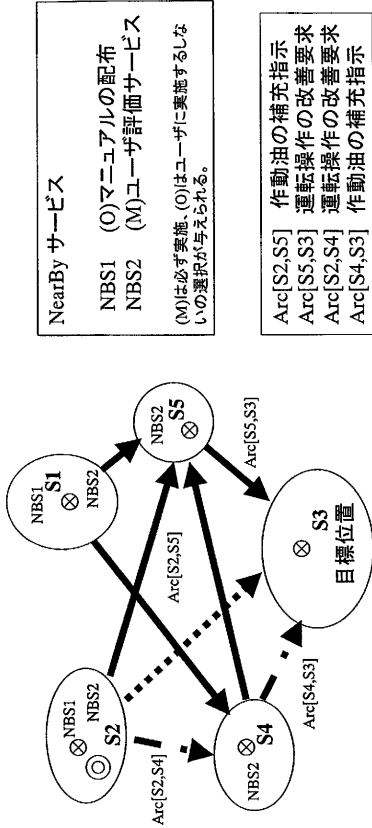 NearBy サービス
NBS1 (O)マニュアルの配布
NBS2 (M)ユーザ評価サービス
(M)は必ず実施、(O)はユーザに実施するしな
いの選択が与えられる。
Arc[S2,S5] 作動油の補充指示
Arc[S5,S3] 運転操作の改善要求
Arc[S2,S4] 運転操作の改善要求
Arc[S4,S3] 作動油の補充指示
NBS1
S1
NBS2
NBS2
S5
NBS1
NBS2
S2
Arc[S2,S5]
Arc[S5,S3]
Arc[S2,S4]
NBS2
S4
Arc[S4,S3]
S3
目標位置